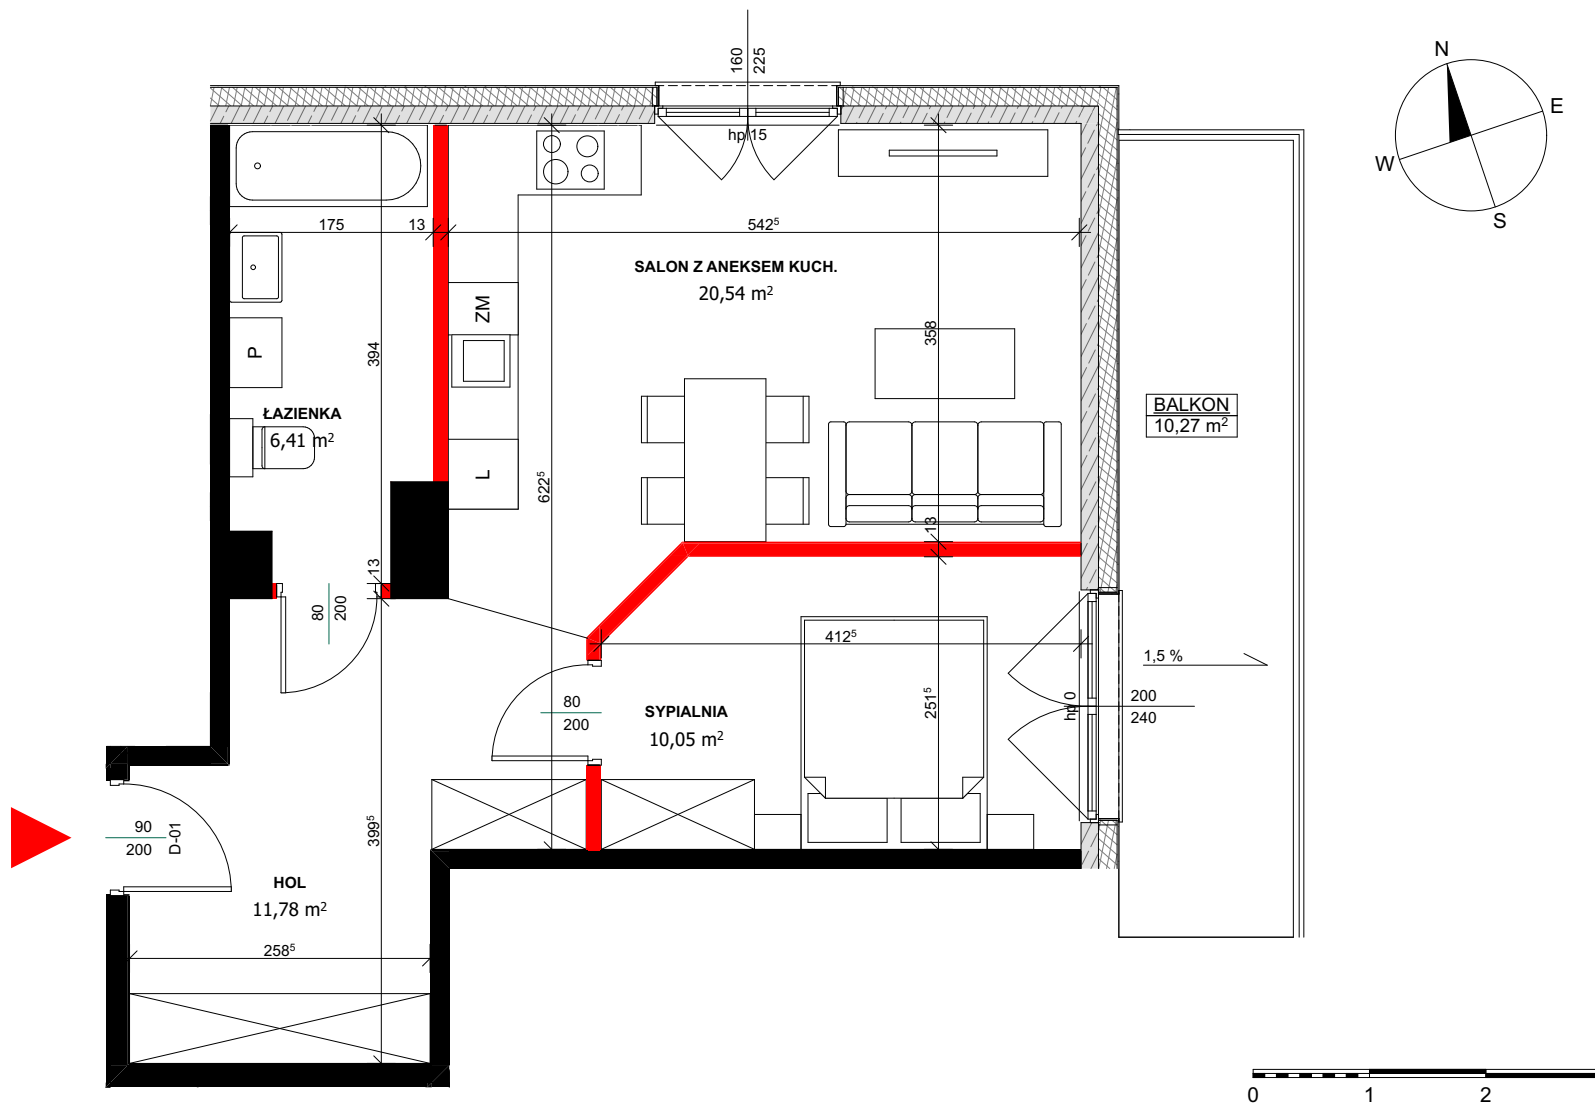 160
225
hp 15
N
E
W
S
175
13
542⁵
SALON Z ANEKSEM KUCH.
20,54 m²
ZM
P
394
358
ŁAZIENKA
6,41 m²
BALKON
10,27 m²
L
622⁵
13
13
80
200
412⁵
1,5 %
80
200
SYPIALNIA
10,05 m²
251⁵
hp 0
200
240
90
200
D-01
399⁵
HOL
11,78 m²
258⁵
0
1
2